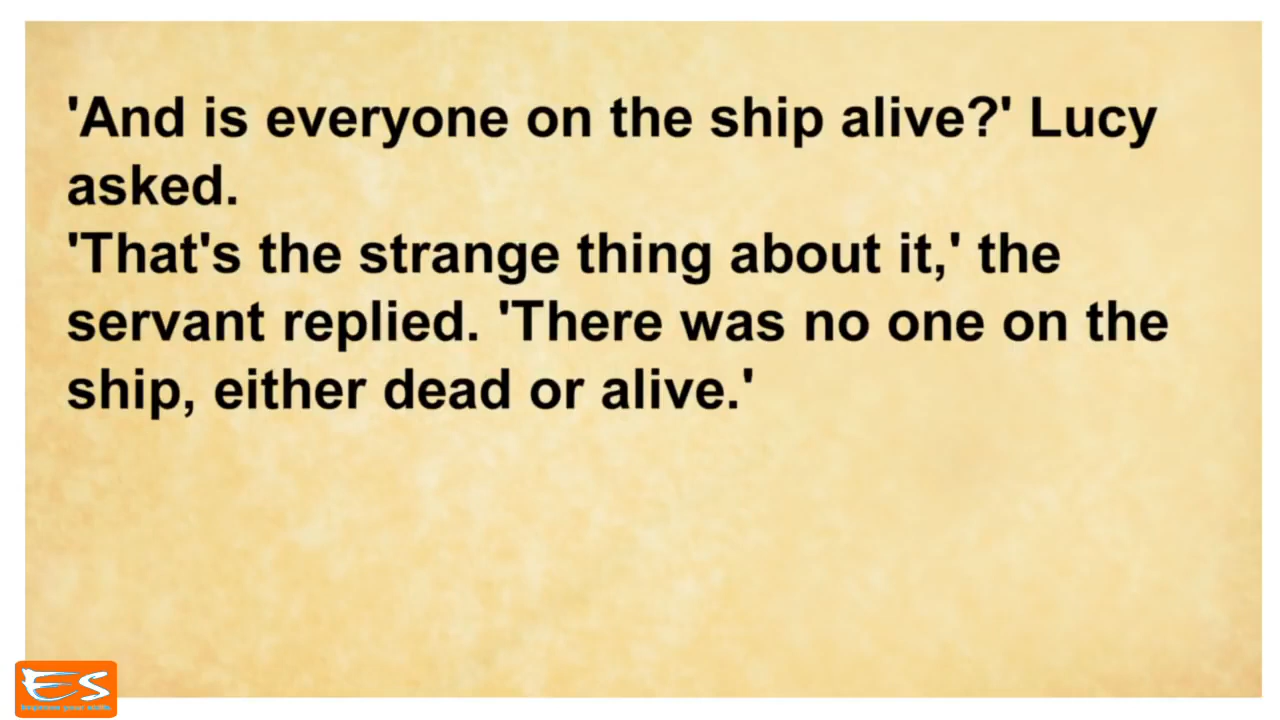 'And is everyone on the ship alive?' Lucy
asked.
'That's the strange thing about it,' the
servant replied. 'There was no one on the
ship, either dead or alive.'
ES